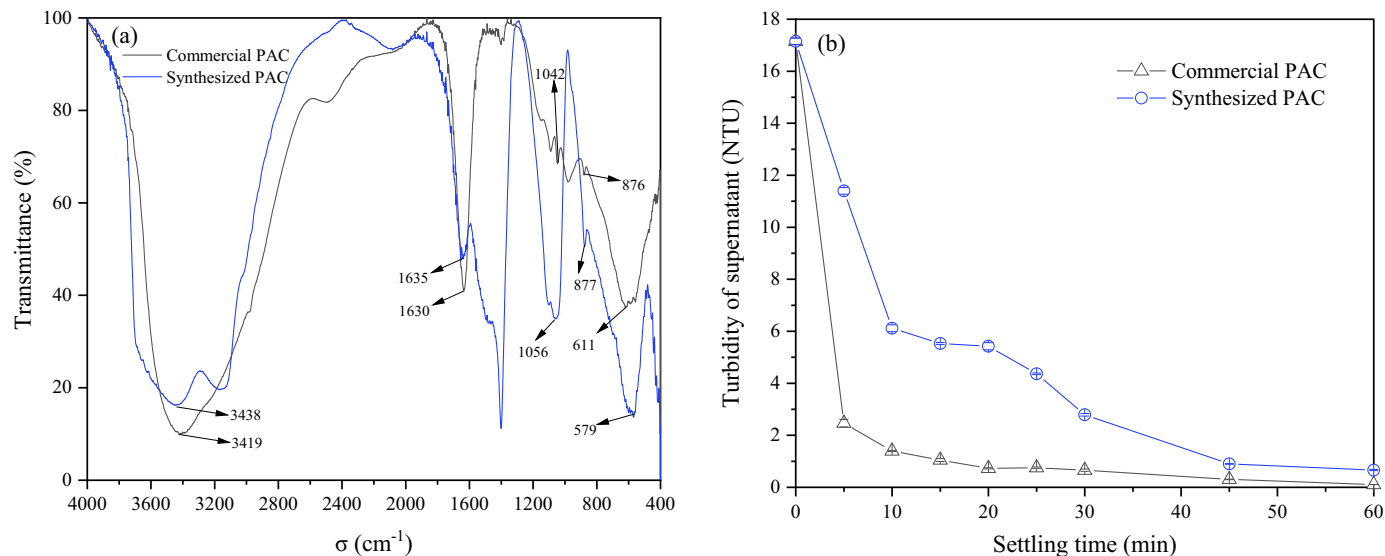 (a)
Commercial PAC
Synthesized PAC
1042
876
1635
1630
1056
877
611
3438
3419
579
100
80
60
40
20
0
Transmittance (%)
4000 3600 3200 2800 2400 2000 1600 1200 800 400
σ (cm⁻¹)
(b)
Commercial PAC
Synthesized PAC
18
16
14
12
10
8
6
4
2
0
Turbidity of supernatant (NTU)
0 10 20 30 40 50 60
Settling time (min)